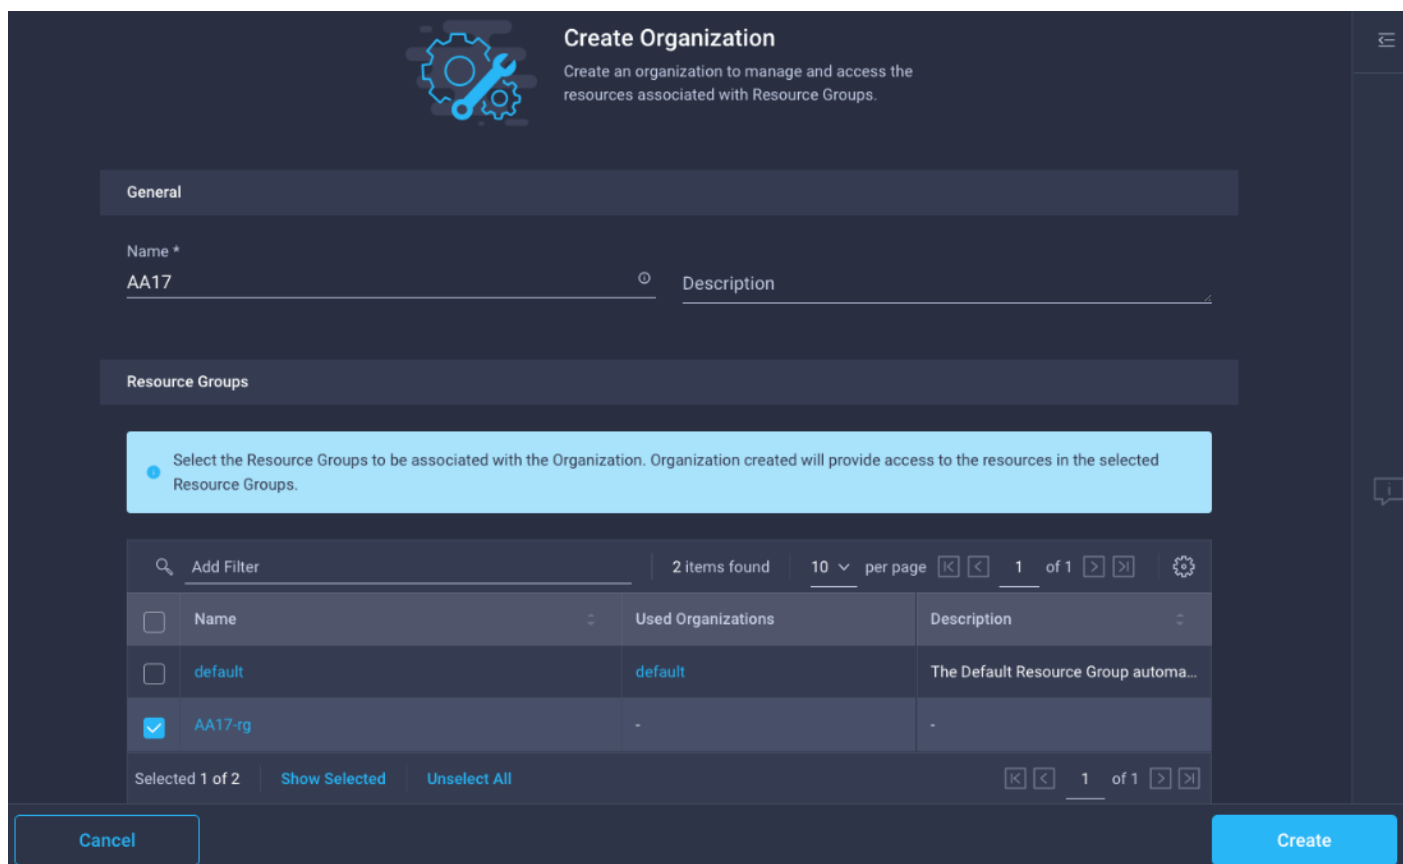 Create Organization
Create an organization to manage and access the
resources associated with Resource Groups.
General
Name *
AA17
Description
Resource Groups
Select the Resource Groups to be associated with the Organization. Organization created will provide access to the resources in the selected
Resource Groups.
Add Filter 2 items found 10 per page 1 of 1
Name Used Organizations Description
default default The Default Resource Group automa...
AA17-rg - -
Selected 1 of 2 Show Selected Unselect All 1 of 1
Cancel Create